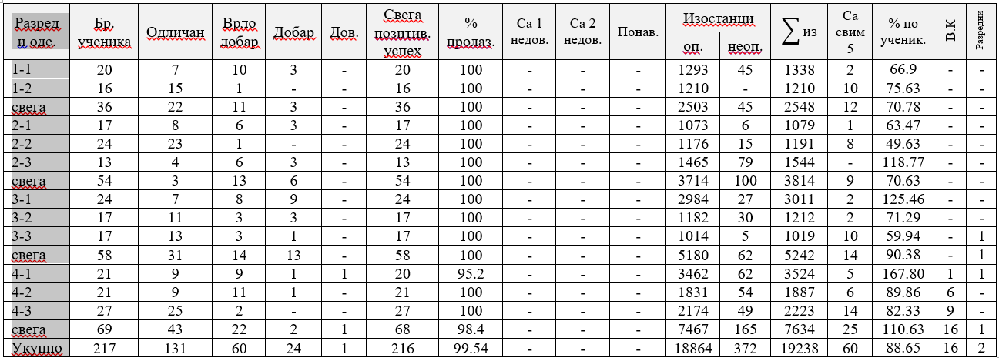 Разред и оде. Бр. ученика Одличан Врло добар Добар Дов. Свега позитив. успех % пролаз. Са 1 недов. Са 2 недов. Понав. Изостанци ∑из Са свим 5 % по ученик. В.К Разредни
оп. неоп.
1-1 20 7 10 3 - 20 100 - - - 1293 45 1338 2 66.9 - -
1-2 16 15 1 - - 16 100 - - - 1210 - 1210 10 75.63 - -
свега 36 22 11 3 - 36 100 - - - 2503 45 2548 12 70.78 - -
2-1 17 8 6 3 - 17 100 - - - 1073 6 1079 1 63.47 - -
2-2 24 23 1 - - 24 100 - - - 1176 15 1191 8 49.63 - -
2-3 13 4 6 3 - 13 100 - - - 1465 79 1544 - 118.77 - -
свега 54 3 13 6 - 54 100 - - - 3714 100 3814 9 70.63 - -
3-1 24 7 8 9 - 24 100 - - - 2984 27 3011 2 125.46 - -
3-2 17 11 3 3 - 17 100 - - - 1182 30 1212 2 71.29 - -
3-3 17 13 3 1 - 17 100 - - - 1014 5 1019 10 59.94 - 1
свега 58 31 14 13 - 58 100 - - - 5180 62 5242 14 90.38 - 1
4-1 21 9 9 1 1 20 95.2 - - - 3462 62 3524 5 167.80 1 1
4-2 21 9 11 1 - 21 100 - - - 1831 54 1887 6 89.86 6 -
4-3 27 25 2 - - 27 100 - - - 2174 49 2223 14 82.33 9 -
свега 69 43 22 2 1 68 98.4 - - - 7467 165 7634 25 110.63 16 1
Укупно 217 131 60 24 1 216 99.54 - - - 18864 372 19238 60 88.65 16 2